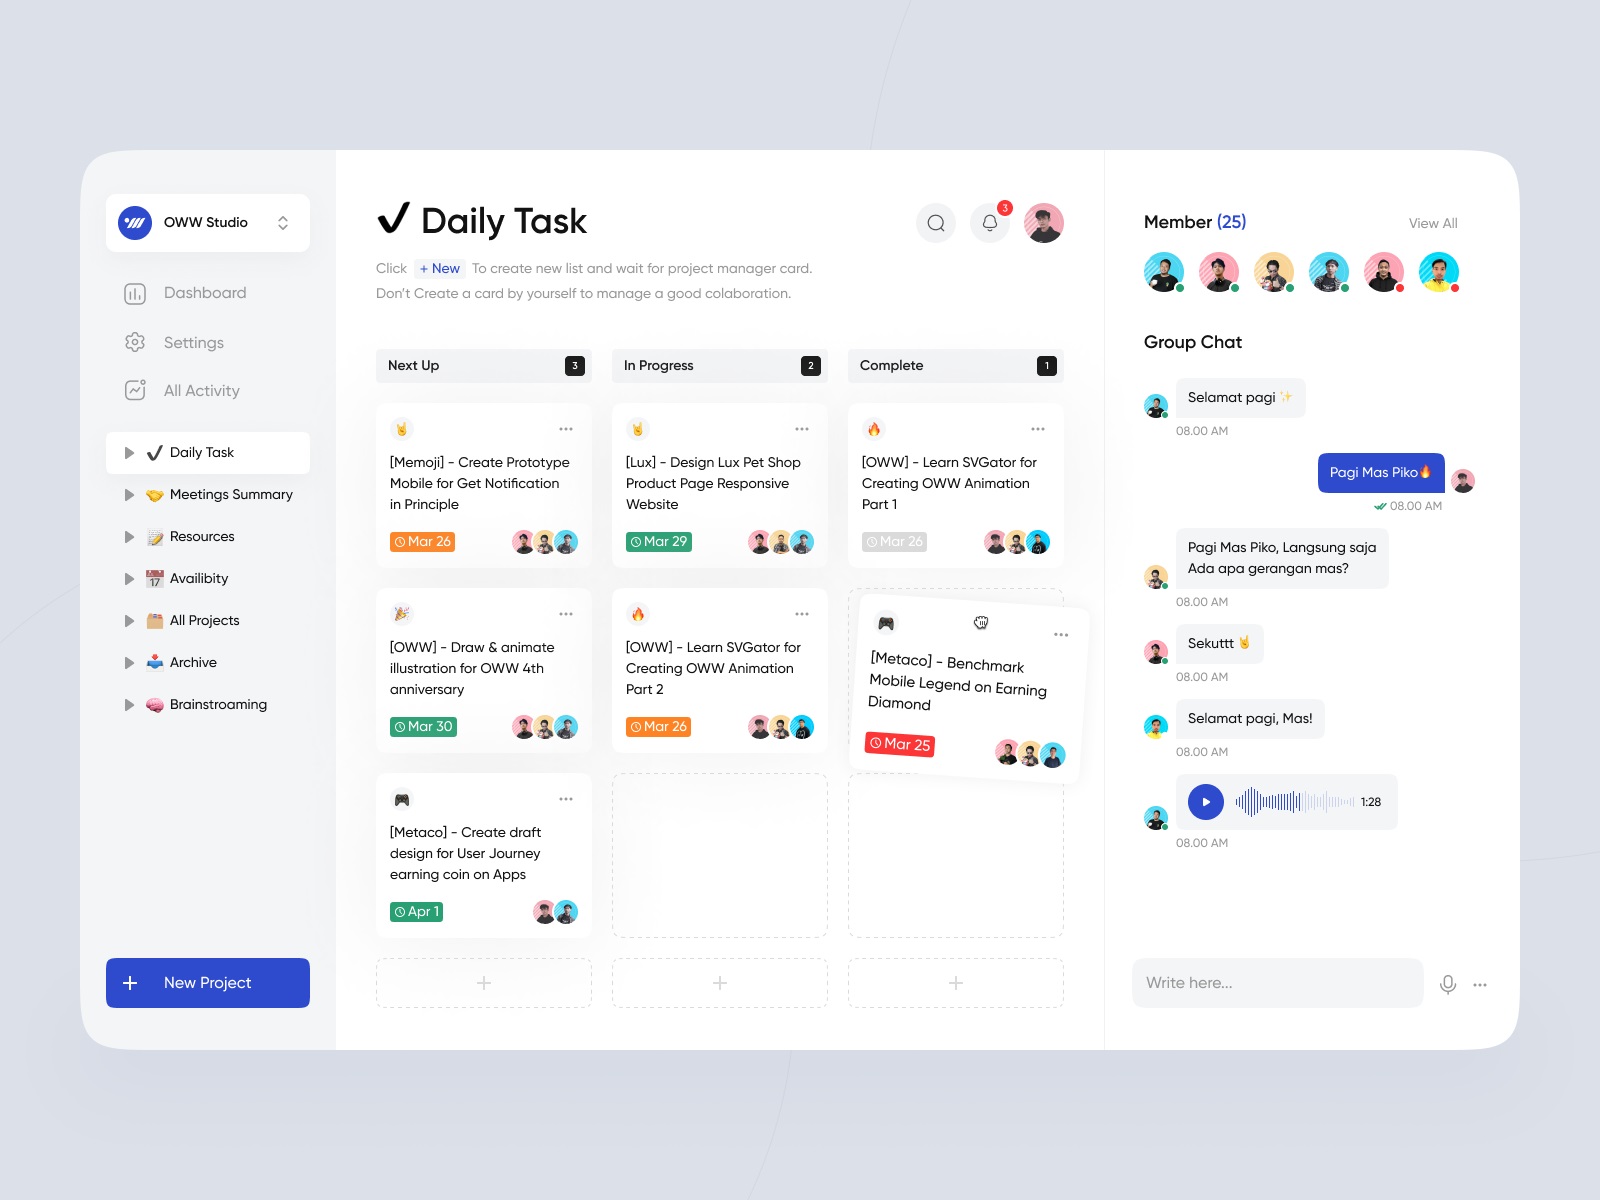 OWW Studio
Dashboard
Settings
All Activity
Daily Task
Meetings Summary
Resources
17
Availibity
All Projects
Archive
Brainstroaming
New Project
Daily Task
3
Click + New To create new list and wait for project manager card.
Don’t Create a card by yourself to manage a good colaboration.
Next Up 3
[Memoji] - Create Prototype
Mobile for Get Notification
in Principle
Mar 26
[OWW] - Draw & animate
illustration for OWW 4th
anniversary
Mar 30
[Metaco] - Create draft
design for User Journey
earning coin on Apps
Apr 1
In Progress 2
[Lux] - Design Lux Pet Shop
Product Page Responsive
Website
Mar 29
[OWW] - Learn SVGator for
Creating OWW Animation
Part 2
Mar 26
Complete 1
[OWW] - Learn SVGator for
Creating OWW Animation
Part 1
Mar 26
[Metaco] - Benchmark
Mobile Legend on Earning
Diamond
Mar 25
Member (25) View All
Group Chat
Selamat pagi ✨
08.00 AM
Pagi Mas Piko🔥
08.00 AM
Pagi Mas Piko, Langsung saja
Ada apa gerangan mas?
08.00 AM
Sekuttt 🤘
08.00 AM
Selamat pagi, Mas!
08.00 AM
1:28
08.00 AM
Write here...